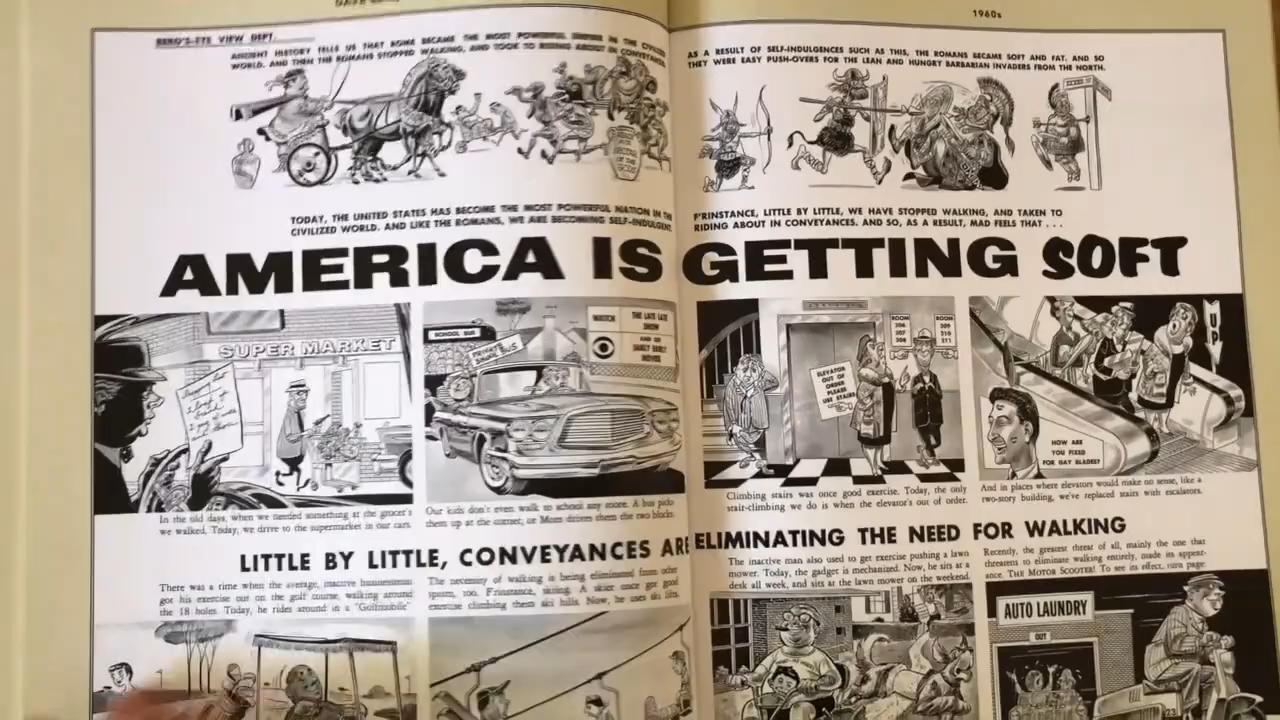 1960s
BERG'S-EYE VIEW DEPT.
ANCIENT HISTORY TELLS US THAT ROME BECAME THE MOST POWERFUL EMPIRE IN THE CIVILIZED
WORLD. AND THEN THE ROMANS STOPPED WALKING, AND TOOK TO RIDING ABOUT IN CONVEYANCES.
AS A RESULT OF SELF-INDULGENCES SUCH AS THIS, THE ROMANS BECAME SOFT AND FAT. AND SO
THEY WERE EASY PUSH-OVERS FOR THE LEAN AND HUNGRY BARBARIAN INVADERS FROM THE NORTH.
TODAY, THE UNITED STATES HAS BECOME THE MOST POWERFUL NATION IN THE
CIVILIZED WORLD. AND LIKE THE ROMANS, WE ARE BECOMING SELF-INDULGENT.
F'RINSTANCE, LITTLE BY LITTLE, WE HAVE STOPPED WALKING, AND TAKEN TO
RIDING ABOUT IN CONVEYANCES. AND SO, AS A RESULT, MAD FEELS THAT . . .
AMERICA IS GETTING SOFT
SUPER MARKET
SCHOOL BUS
PRIVATE SCHOOL BUS
WATCH
THE LATE LATE
SHOW
AND OUR
EARLY EARLY
MOVIES
ROOM
206
207
208
ROOM
209
210
211
ELEVATOR
OUT OF
ORDER
PLEASE
USE STAIRS
UP
HOW ARE
YOU FIXED
FOR GAY BLADES?
In the old days, when we needed something at the grocer's
we walked. Today, we drive to the supermarket in our cars.
Our kids don't even walk to school any more. A bus picks
them up at the corner, or Mom drives them the two blocks.
Climbing stairs was once good exercise. Today, the only
stair-climbing we do is when the elevator's out of order.
And in places where elevators would make no sense, like a
two-story building, we've replaced stairs with escalators.
LITTLE BY LITTLE, CONVEYANCES ARE ELIMINATING THE NEED FOR WALKING
There was a time when the average, inactive businessman
got his exercise out on the golf course, walking around
the 18 holes. Today, he rides around in a "Golfmobile"
The necessity of walking is being eliminated from other
sports, too. F'rinstance, skiing. A skier once got good
exercise climbing them ski hills. Now, he uses ski lifts.
The inactive man also used to get exercise pushing a lawn
mower. Today, the gadget is mechanized. Now, he sits at a
desk all week, and sits at the lawn mower on the weekend.
Recently, the greatest threat of all, mainly the one that
threatens to eliminate walking entirely, made its appear-
ance. THE MOTOR SCOOTER! To see its effect, turn page
AUTO LAUNDRY
OUT
23